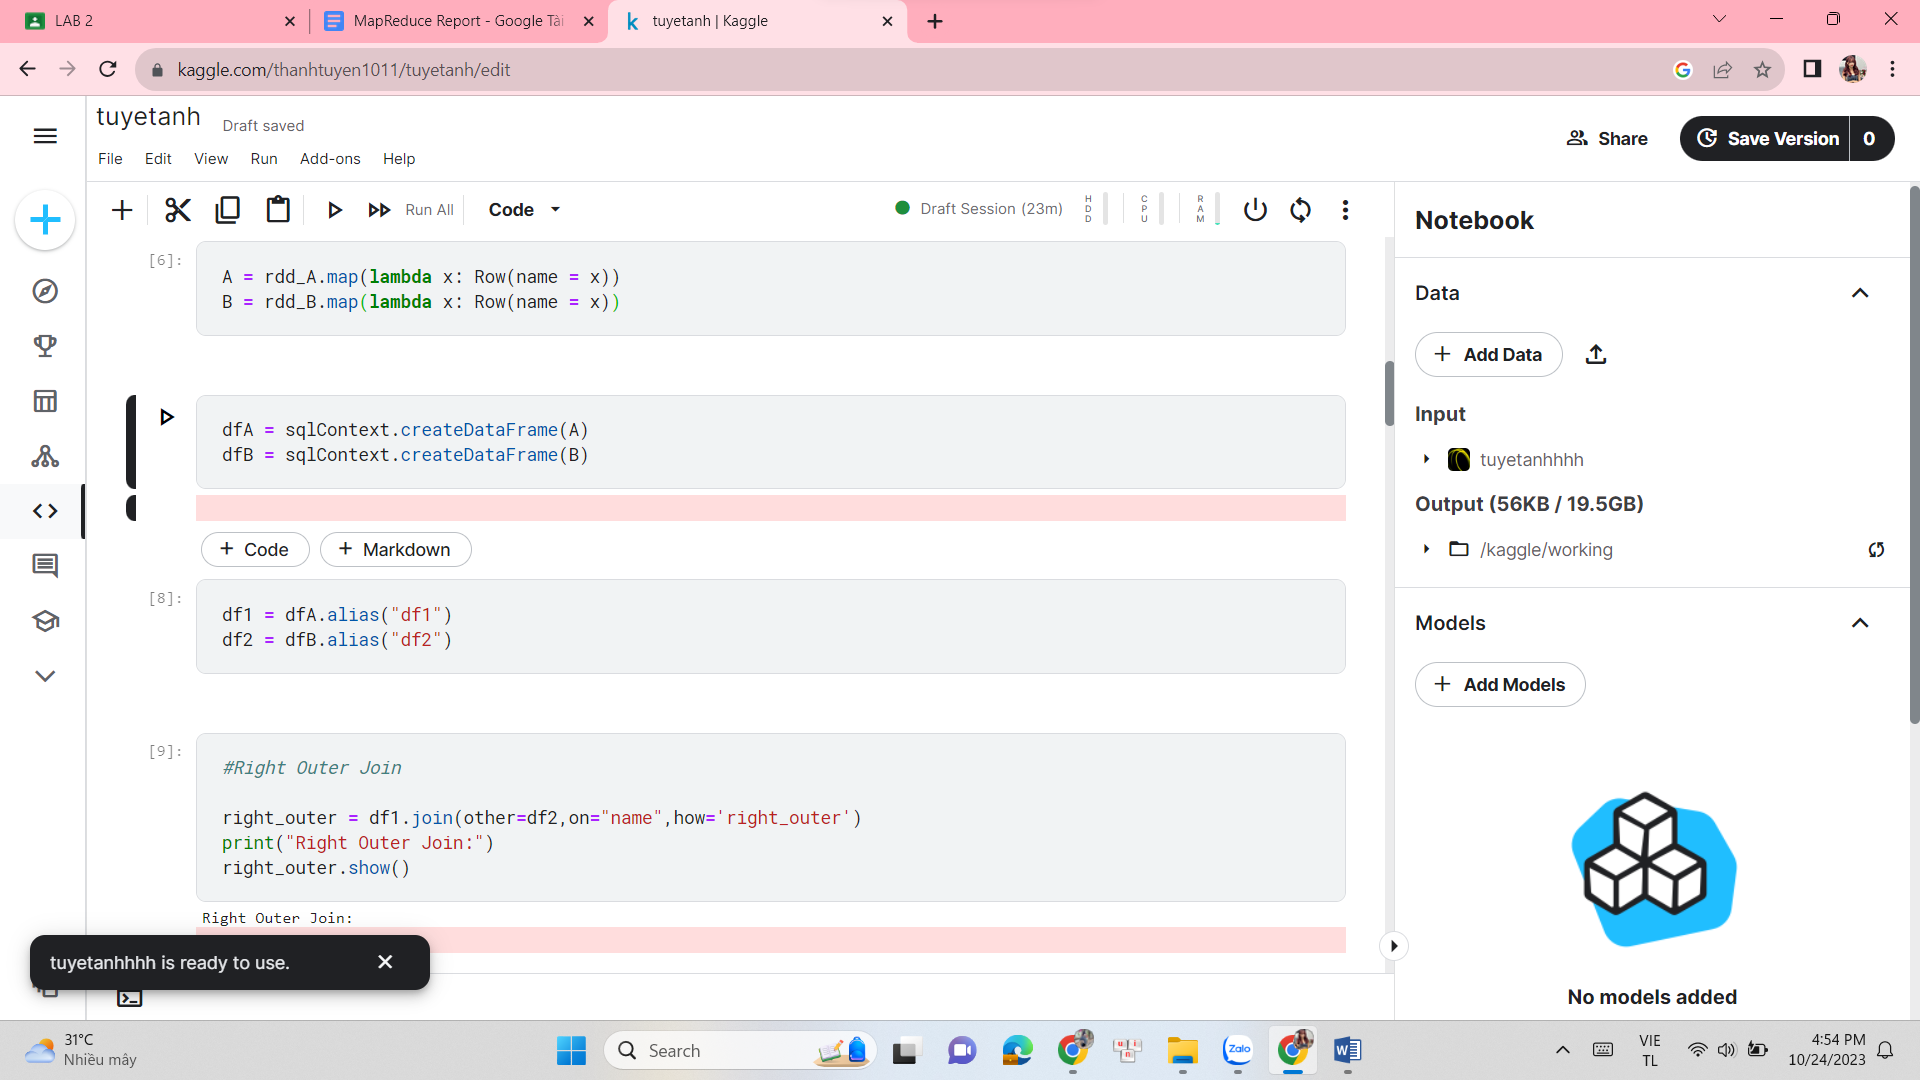 LAB 2
MapReduce Report - Google Tài
tuyetanh | Kaggle
kaggle.com/thanhtuyen1011/tuyetanh/edit
tuyetanh
Draft saved
File Edit View Run Add-ons Help
Share
Save Version 0
Run All
Code
Draft Session (23m)
HDD
CPU
RAM
[6]:
A = rdd_A.map(lambda x: Row(name = x))
B = rdd_B.map(lambda x: Row(name = x))
dfA = sqlContext.createDataFrame(A)
dfB = sqlContext.createDataFrame(B)
+ Code
+ Markdown
[8]:
df1 = dfA.alias("df1")
df2 = dfB.alias("df2")
[9]:
#Right Outer Join
right_outer = df1.join(other=df2,on="name",how='right_outer')
print("Right Outer Join:")
right_outer.show()
Right Outer Join:
tuyetanhhhh is ready to use.
Notebook
Data
+ Add Data
Input
tuyetanhhhh
Output (56KB / 19.5GB)
/kaggle/working
Models
+ Add Models
No models added
31°C
Nhiều mây
Search
Zalo
VIE
TL
4:54 PM
10/24/2023